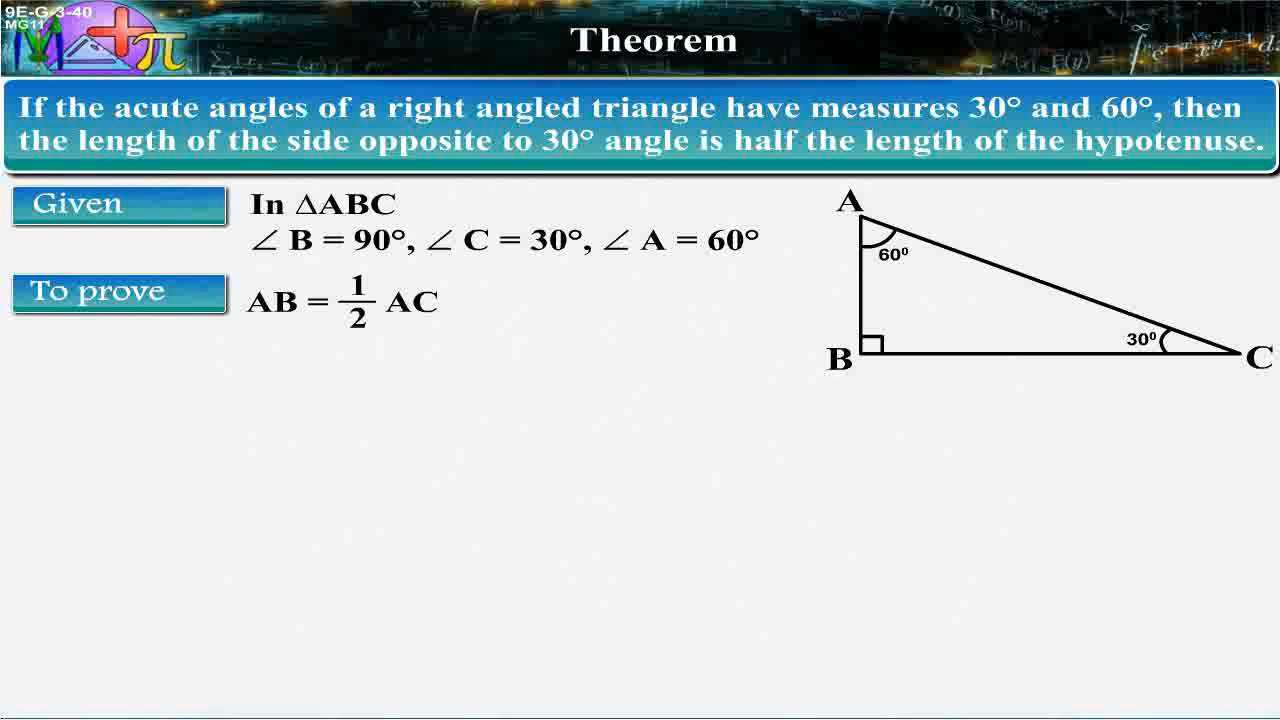 9E-G-3-40
MG11
Theorem
If the acute angles of a right angled triangle have measures 30° and 60°, then
the length of the side opposite to 30° angle is half the length of the hypotenuse.
Given
In ΔABC
∠ B = 90°, ∠ C = 30°, ∠ A = 60°
To prove
AB = 1/2 AC
A
60⁰
B
30⁰
C